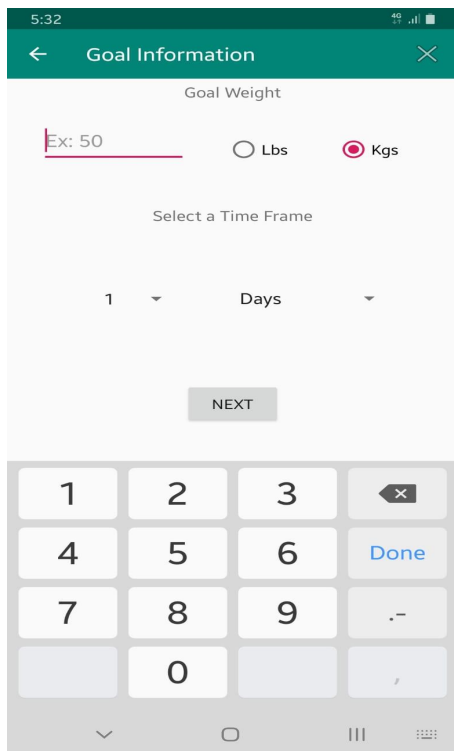 5:32 4G
Goal Information
Goal Weight
Ex: 50 Lbs Kgs
Select a Time Frame
1 Days
NEXT
1 2 3
4 5 6 Done
7 8 9 .-
0 ,